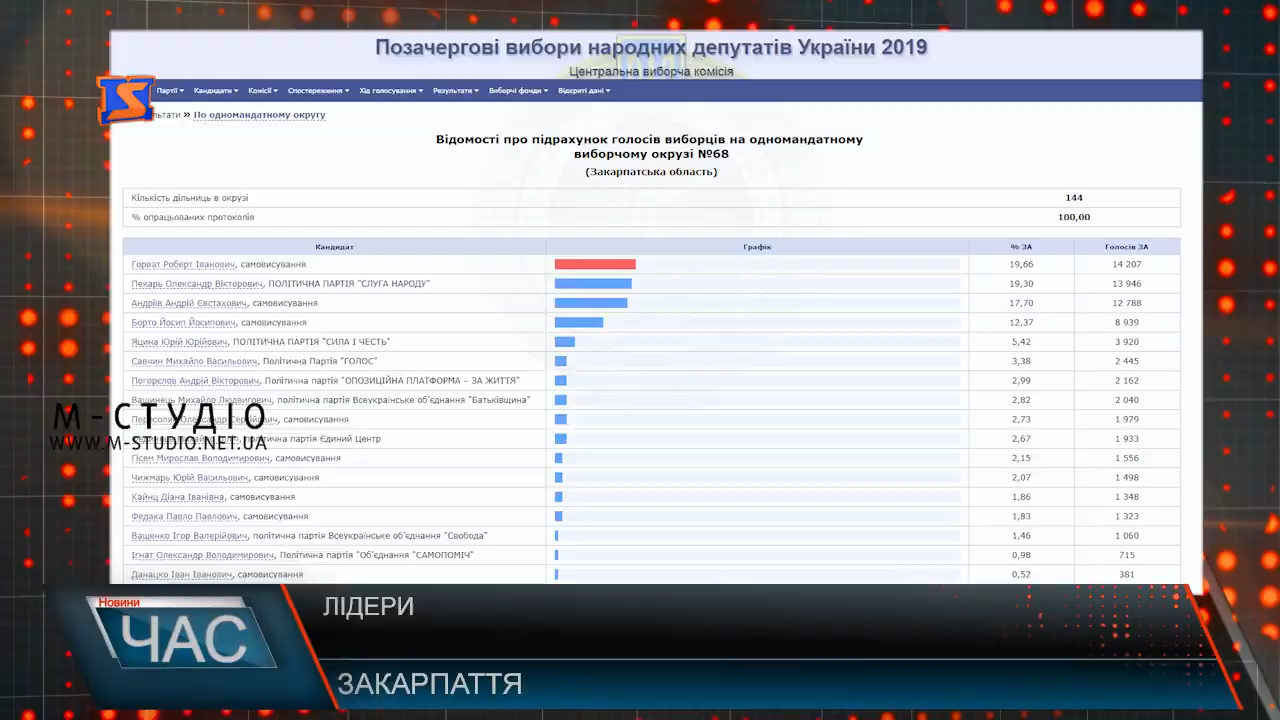 Позачергові вибори народних депутатів України 2019
Центральна виборча комісія
Партії Кандидати Комісії Спостереження Хід голосування Результати Виборчі фонди Відкриті дані
» По одномандатному округу
Відомості про підрахунок голосів виборців на одномандатному
виборчому окрузі №68
(Закарпатська область)
Кількість дільниць в окрузі 144
% опрацьованих протоколів 100,00
Кандидат Графік % ЗА Голосів ЗА
Горват Роберт Іванович, самовисування 19,66 14 207
Пекарь Олександр Вікторович, ПОЛІТИЧНА ПАРТІЯ "СЛУГА НАРОДУ" 19,30 13 946
Андріїв Андрій Євстахович, самовисування 17,70 12 788
Борто Йосип Йосипович, самовисування 12,37 8 939
Яцина Юрій Юрійович, ПОЛІТИЧНА ПАРТІЯ "СИЛА І ЧЕСТЬ" 5,42 3 920
Савчин Михайло Васильович, Політична Партія "ГОЛОС" 3,38 2 445
Погорєлов Андрій Вікторович, Політична партія "ОПОЗИЦІЙНА ПЛАТФОРМА – ЗА ЖИТТЯ" 2,99 2 162
Ващинець Михайло Людвигович, політична партія Всеукраїнське об'єднання "Батьківщина" 2,82 2 040
Пересоляк Олександр Сергійович, самовисування 2,73 1 979
політична партія Єдиний Центр 2,67 1 933
Гісем Мирослав Володимирович, самовисування 2,15 1 556
Чижмарь Юрій Васильович, самовисування 2,07 1 498
Кайнц Діана Іванівна, самовисування 1,86 1 348
Федака Павло Павлович, самовисування 1,83 1 323
Ващенко Ігор Валерійович, політична партія Всеукраїнське об'єднання "Свобода" 1,46 1 060
Ігнат Олександр Володимирович, Політична партія "Об'єднання "САМОПОМІЧ" 0,98 715
Данацко Іван Іванович, самовисування 0,52 381
М-СТУДІО
WWW.M-STUDIO.NET.UA
Новини
ЧАС
ЛІДЕРИ
ЗАКАРПАТТЯ